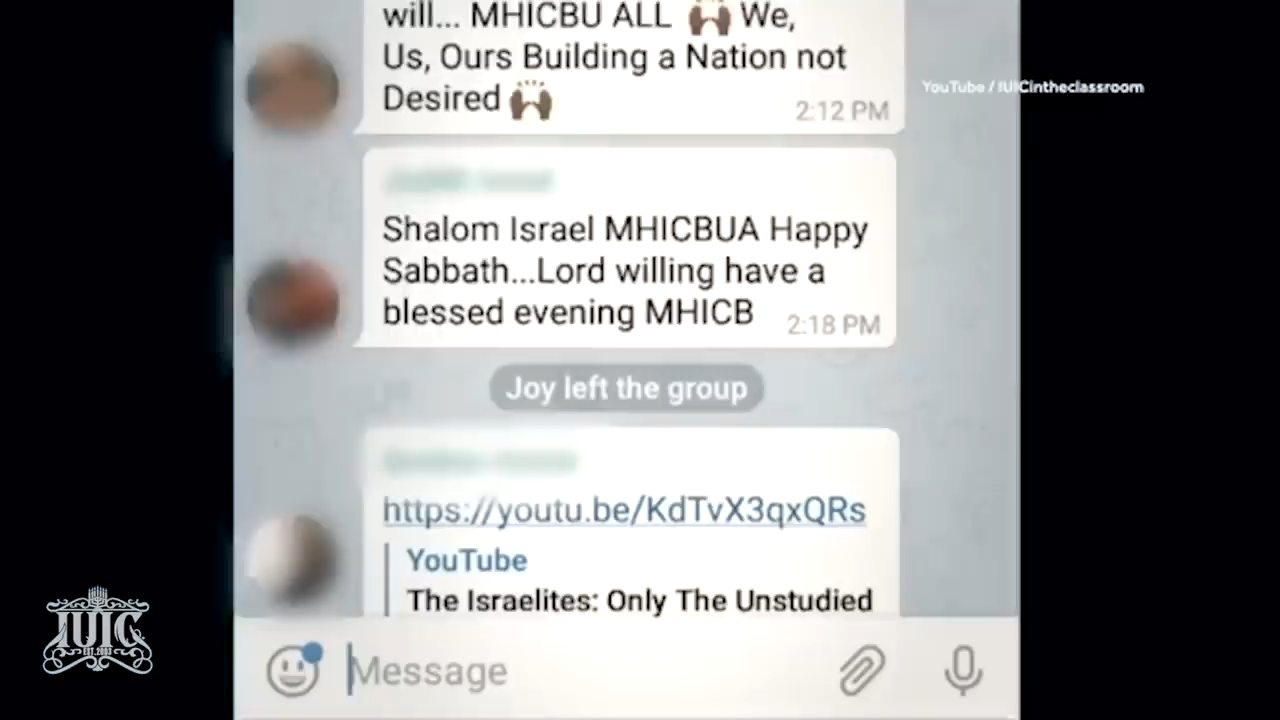 will... MHICBU ALL 🙌🏾 We,
Us, Ours Building a Nation not
Desired 🙌🏾
2:12 PM
YouTube / IUICintheclassroom
Shalom Israel MHICBUA Happy
Sabbath...Lord willing have a
blessed evening MHICB
2:18 PM
Joy left the group
https://youtu.be/KdTvX3qxQRs
YouTube
The Israelites: Only The Unstudied
Message
IUIC
EST.2003